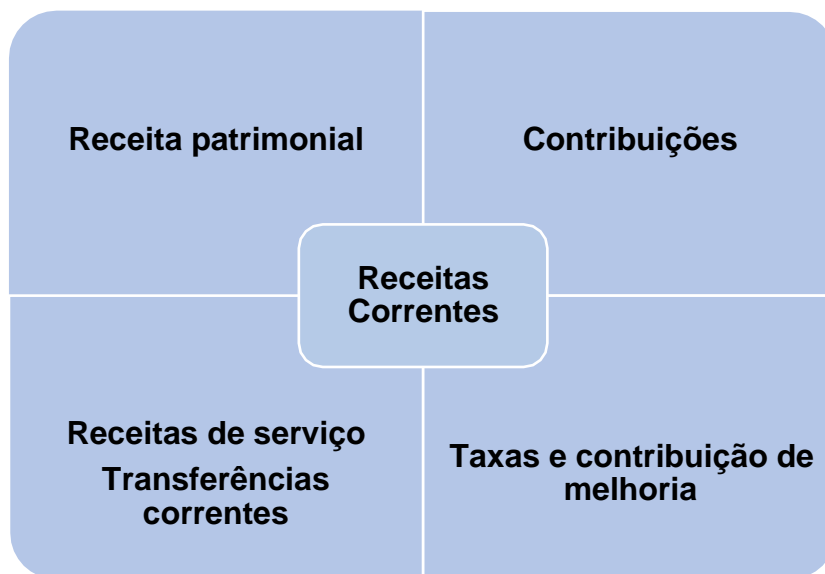 Receita patrimonial
Contribuições
Receitas
Correntes
Receitas de serviço
Transferências
correntes
Taxas e contribuição de
melhoria